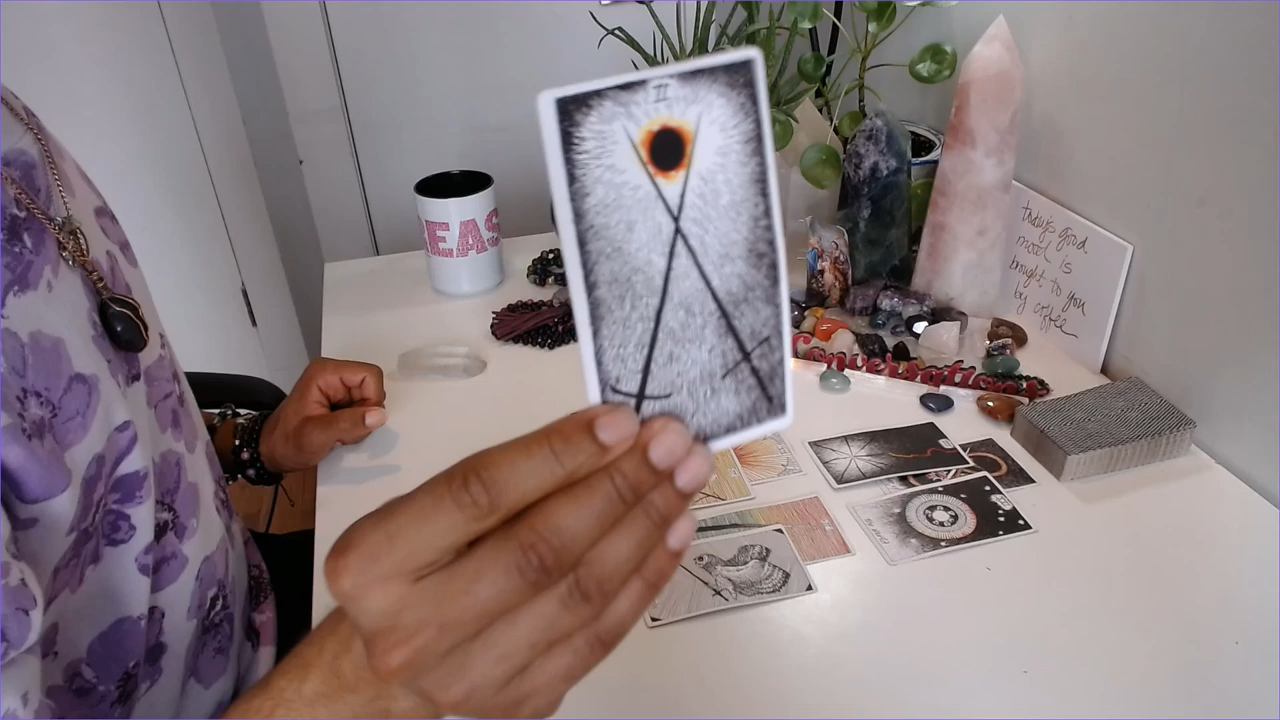 II
EAS
today's good
mood is
brought to you
by coffee
Conversations